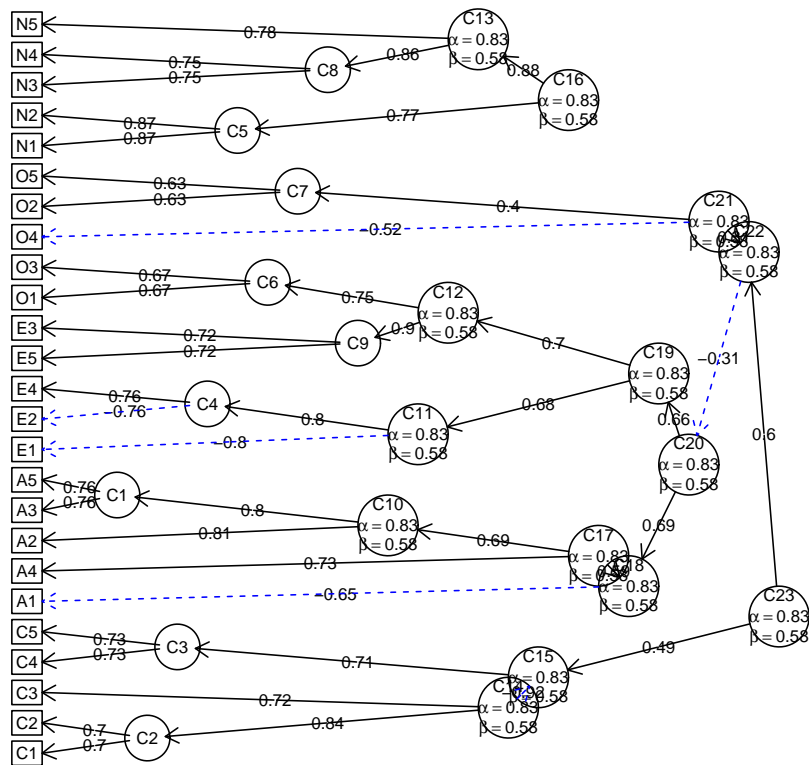 N5
N4
N3
N2
N1
O5
O2
O4
O3
O1
E3
E5
E4
E2
E1
A5
A3
A2
A4
A1
C5
C4
C3
C2
C1
0.78
0.75
0.75
C8
0.86
C13
α = 0.83
β = 0.58
0.88
C16
α = 0.83
β = 0.58
0.87
0.87
C5
0.77
0.63
0.63
C7
0.4
−0.52
C21
α = 0.83
C22
α = 0.83
β = 0.58
0.67
0.67
C6
0.75
C12
α = 0.83
β = 0.58
0.72
0.72
C9
0.9
0.7
C19
α = 0.83
β = 0.58
−0.31
0.76
−0.76
C4
0.8
C11
α = 0.83
β = 0.58
0.68
−0.8
0.66
C20
α = 0.83
β = 0.58
0.6
0.76
0.76
C1
0.8
C10
α = 0.83
β = 0.58
0.81
0.69
0.69
C17
α = 0.83
0.73
C18
α = 0.83
β = 0.58
−0.65
C23
α = 0.83
β = 0.58
0.73
0.73
C3
0.71
C15
α = 0.83
β = 0.58
0.49
0.72
α = 0.83
β = 0.58
0.7
0.7
C2
0.84